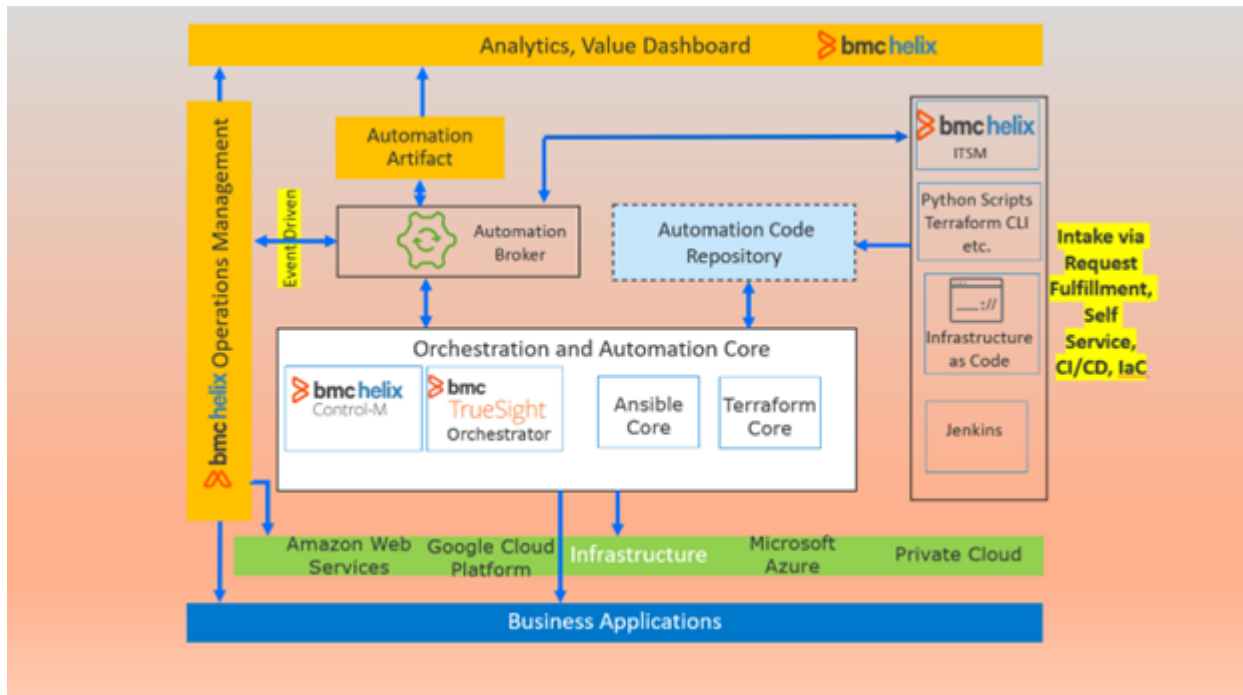 Analytics, Value Dashboard
bmc helix
bmc helix Operations Management
Automation
Artifact
Event Driven
Automation
Broker
Automation Code
Repository
bmc helix
ITSM
Python Scripts
Terraform CLI
etc.
___://
Infrastructure
as Code
Jenkins
Intake via
Request
Fulfillment,
Self
Service,
CI/CD, IaC
Orchestration and Automation Core
bmc helix
Control-M
bmc
TrueSight
Orchestrator
Ansible
Core
Terraform
Core
Amazon Web
Services
Google Cloud
Platform
Infrastructure
Microsoft
Azure
Private Cloud
Business Applications